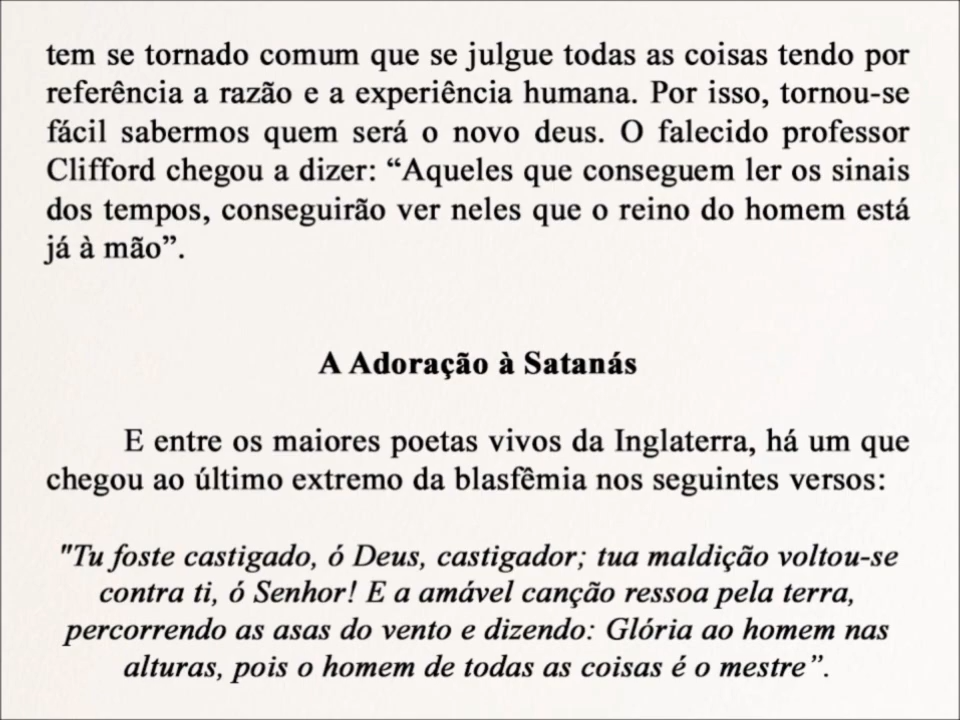 tem se tornado comum que se julgue todas as coisas tendo por
referência a razão e a experiência humana. Por isso, tornou-se
fácil sabermos quem será o novo deus. O falecido professor
Clifford chegou a dizer: “Aqueles que conseguem ler os sinais
dos tempos, conseguirão ver neles que o reino do homem está
já à mão”.
A Adoração à Satanás
E entre os maiores poetas vivos da Inglaterra, há um que
chegou ao último extremo da blasfêmia nos seguintes versos:
"Tu foste castigado, ó Deus, castigador; tua maldição voltou-se
contra ti, ó Senhor! E a amável canção ressoa pela terra,
percorrendo as asas do vento e dizendo: Glória ao homem nas
alturas, pois o homem de todas as coisas é o mestre”.